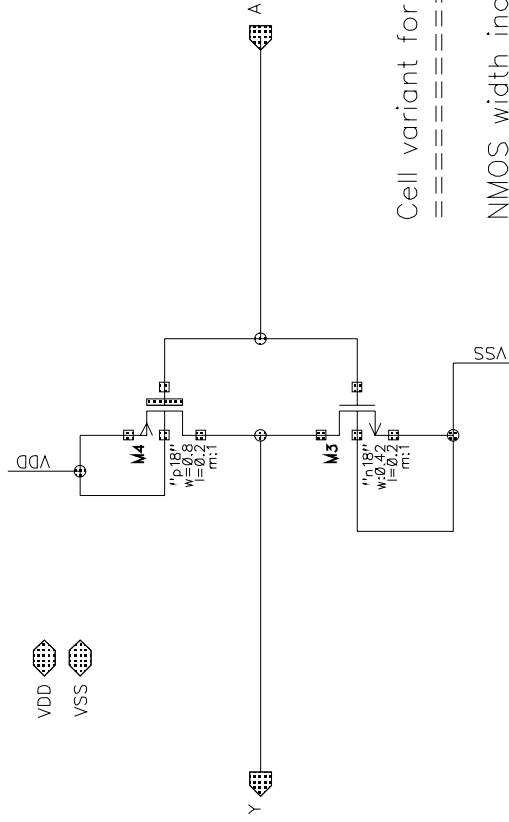 A
Cell variant for
==========
NMOS width inc
VDD
M4
"p18"
w=0.8
l=0.2
m:1
M3
"n18"
w:0.42
l=0.2
m:1
VSS
VDD
VSS
Y